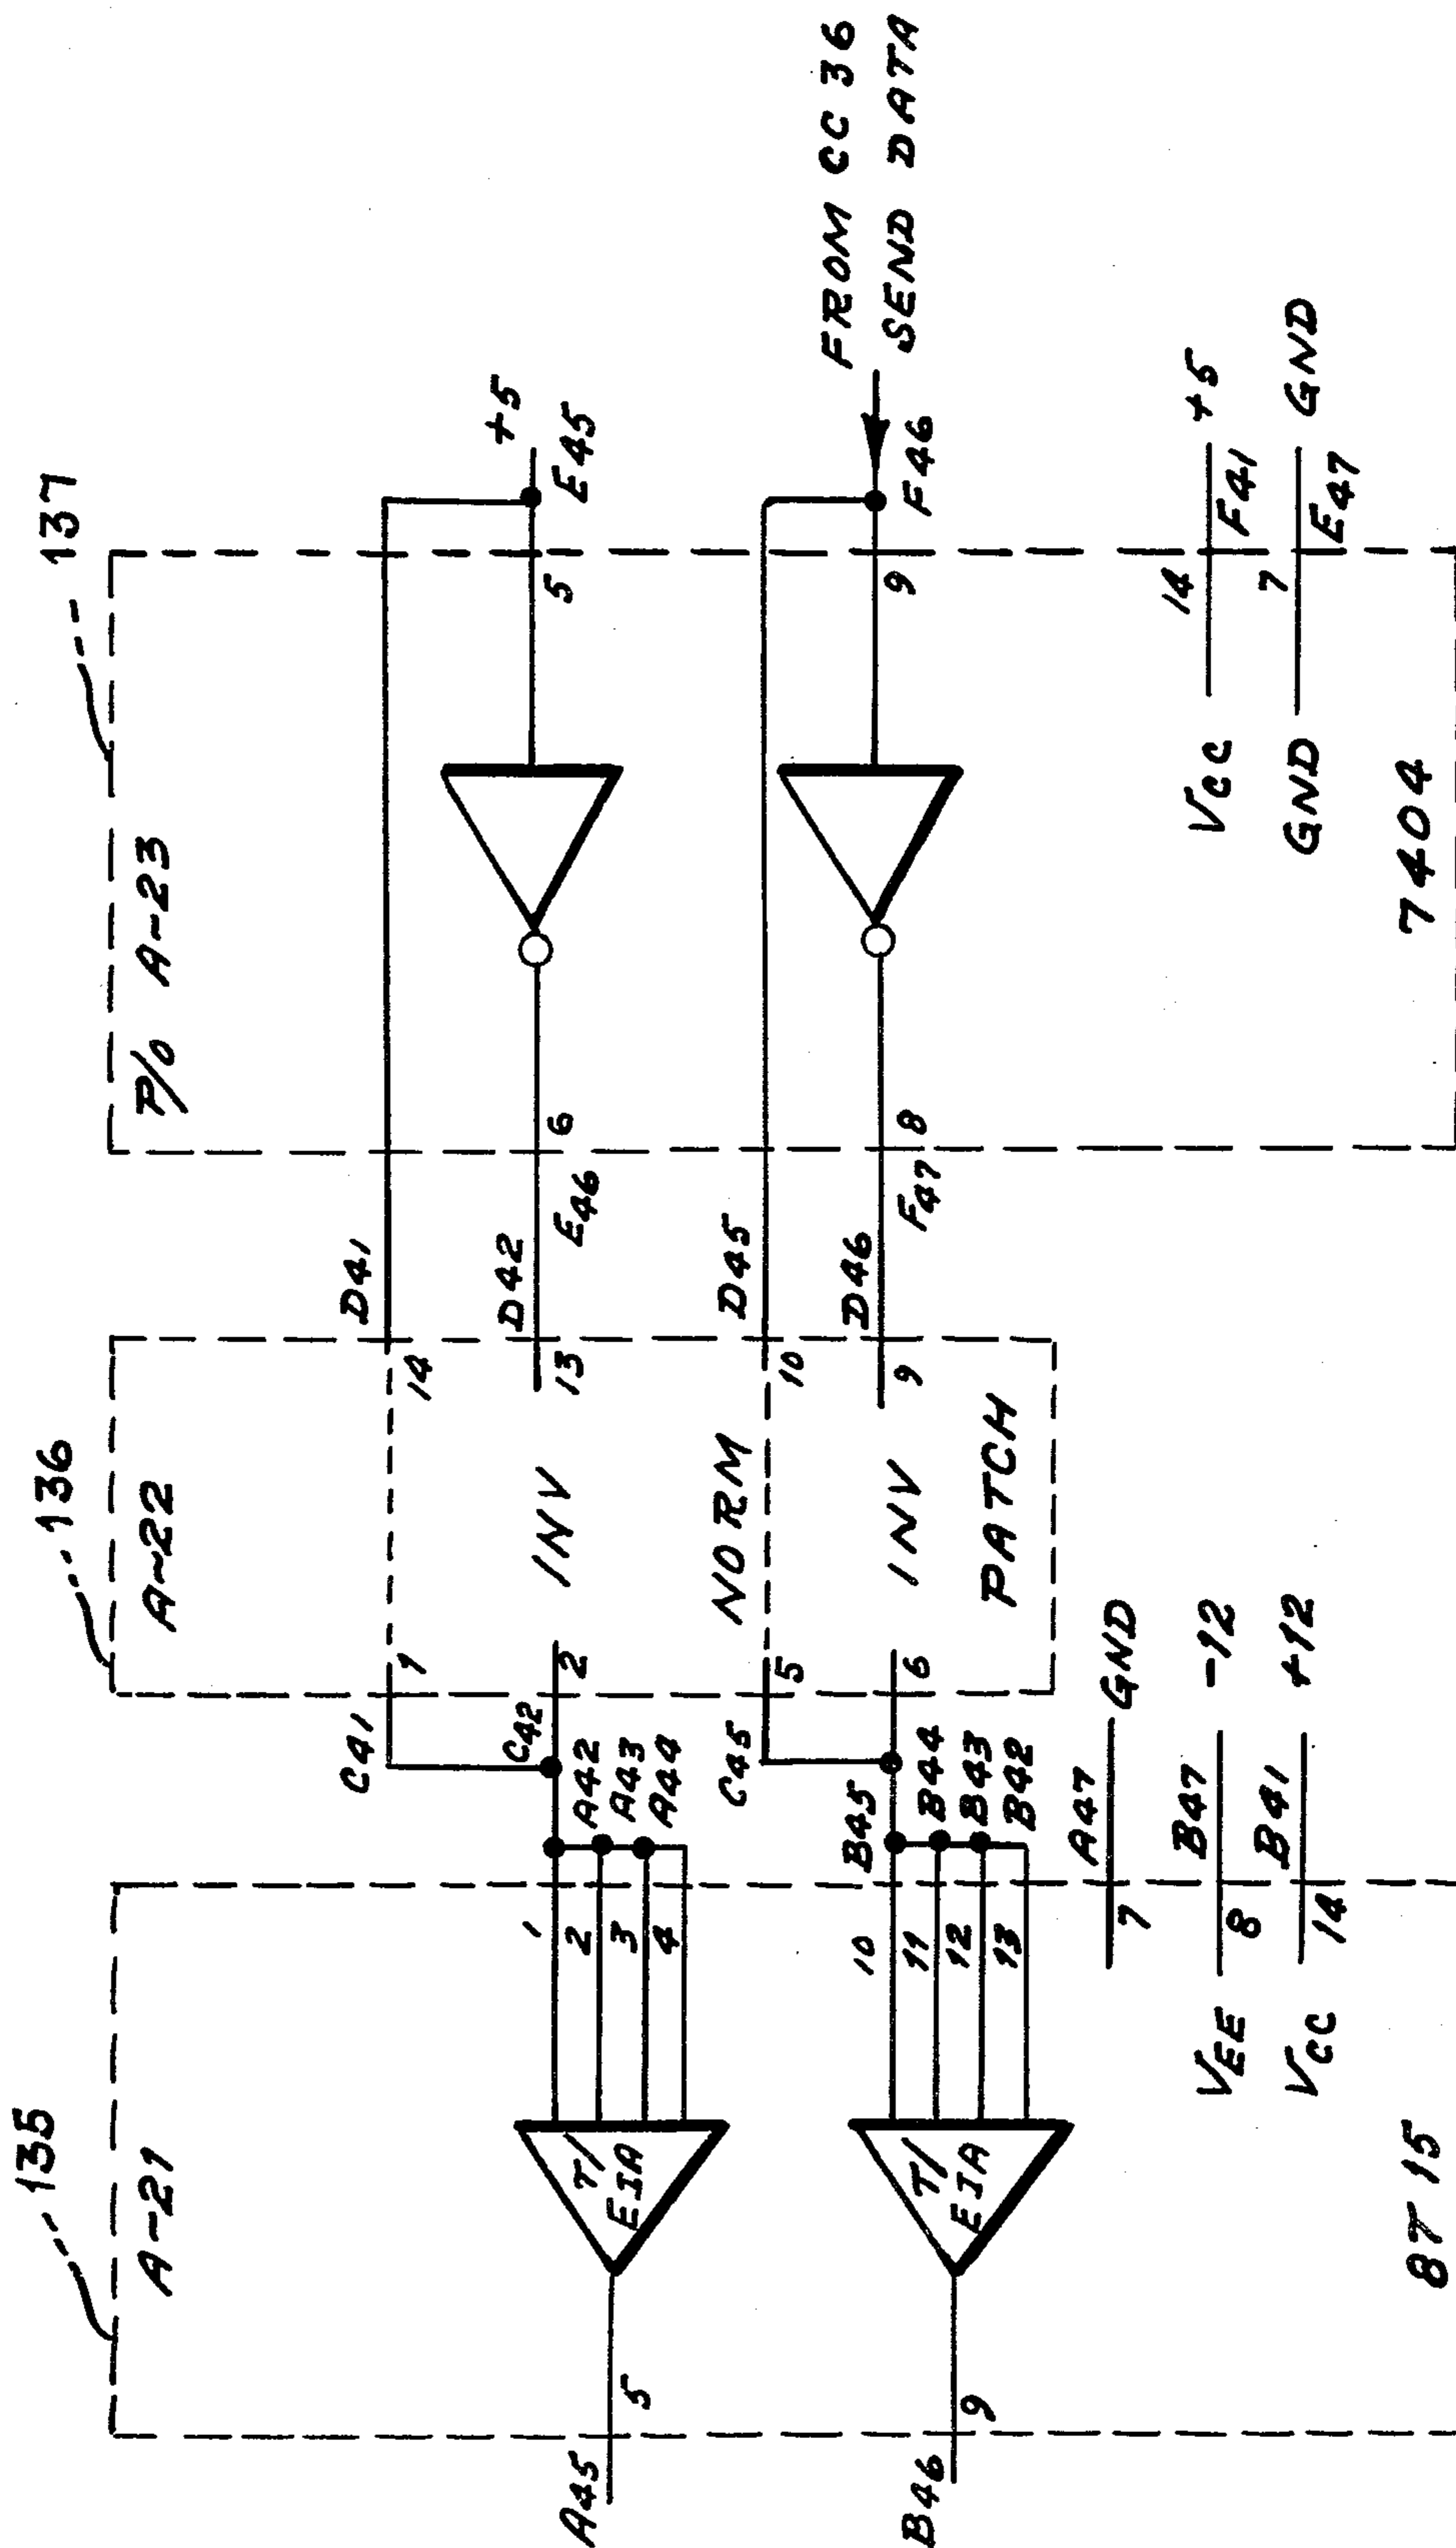 135
A-21
A45
5
B46
9
T/
EIA
T/
EIA
1
2
3
4
10
11
12
13
A42
A43
A44
B45
B44
B43
B42
7
A47
GND
VEE
8
B47
-12
VCC
14
B41
+12
8T15
136
A-22
C41
1
14
D41
C42
2
INV
13
D42
E46
NORM
C45
5
10
D45
6
INV
9
D46
F47
PATCH
137
P/O A-23
6
5
+5
E45
8
9
F46
FROM CC 36
SEND DATA
VCC
14
F41
+5
GND
7
E47
GND
7404